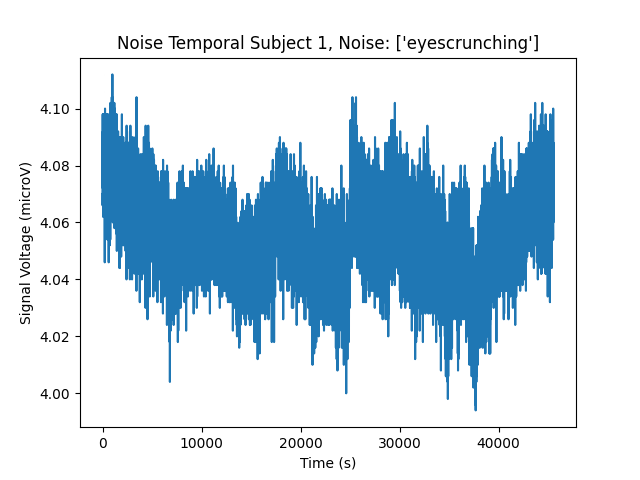 Noise Temporal Subject 1, Noise: ['eyescrunching']
4.10
4.08
4.06
4.04
4.02
4.00
Signal Voltage (microV)
0 10000 20000 30000 40000
Time (s)